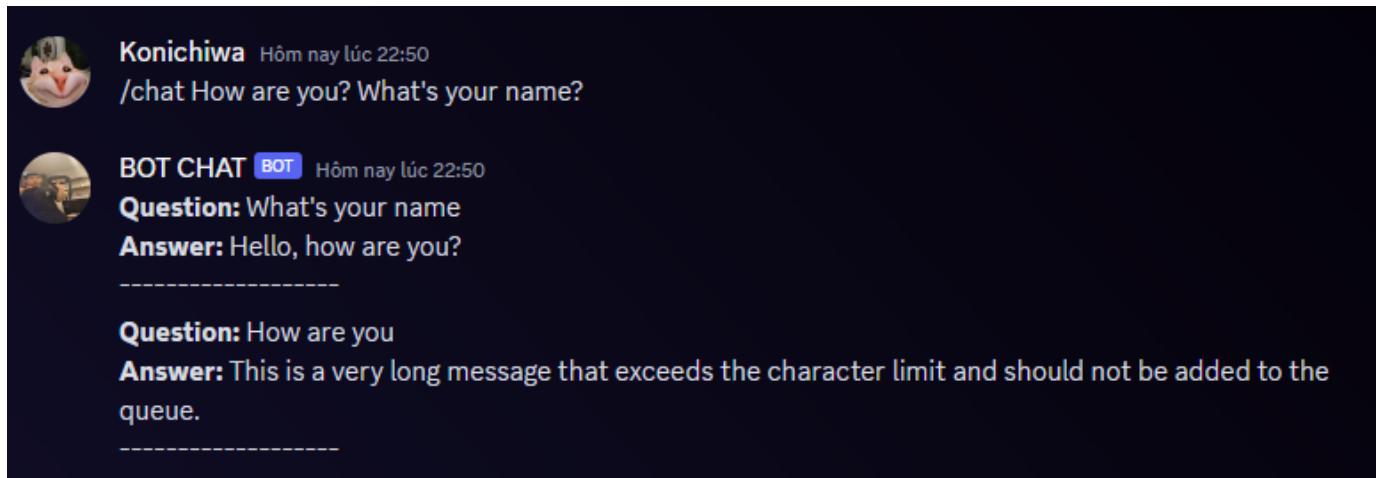 Konichiwa Hôm nay lúc 22:50
/chat How are you? What's your name?
BOT CHAT BOT Hôm nay lúc 22:50
Question: What's your name
Answer: Hello, how are you?
-------------------
Question: How are you
Answer: This is a very long message that exceeds the character limit and should not be added to the
queue.
-------------------